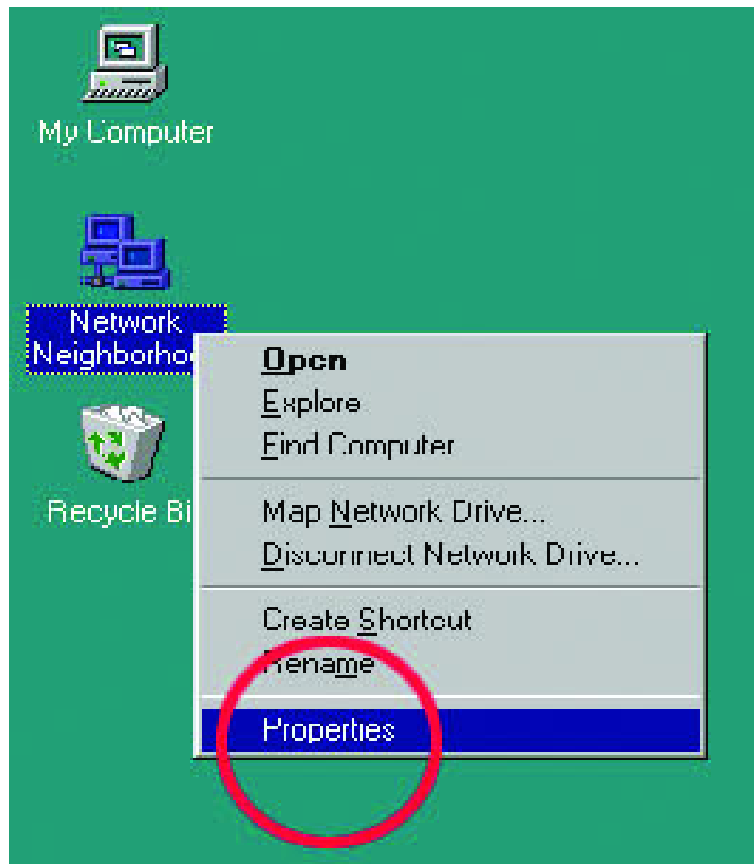 My Computer
Network
Neighborhoo
Recycle Bi
Open
Explore
Find Computer
Map Network Drive...
Disconnect Network Drive...
Create Shortcut
Rename
Properties